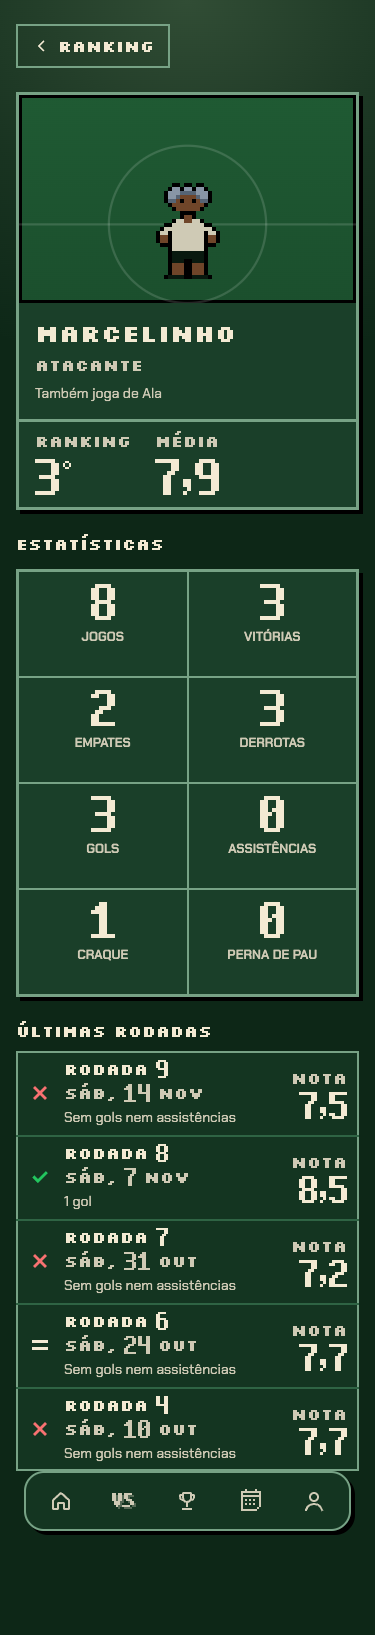 RANKING
MARCELINHO
ATACANTE
Também joga de Ala
RANKING MÉDIA
3° 7,9
ESTATÍSTICAS
8 3
JOGOS VITÓRIAS
2 3
EMPATES DERROTAS
3 0
GOLS ASSISTÊNCIAS
1 0
CRAQUE PERNA DE PAU
ÚLTIMAS RODADAS
RODADA 9
SÁB, 14 NOV
Sem gols nem assistências
NOTA
7,5
RODADA 8
SÁB, 7 NOV
1 gol
NOTA
8,5
RODADA 7
SÁB, 31 OUT
Sem gols nem assistências
NOTA
7,2
RODADA 6
SÁB, 24 OUT
Sem gols nem assistências
NOTA
7,7
RODADA 4
SÁB, 10 OUT
Sem gols nem assistências
NOTA
7,7
VS